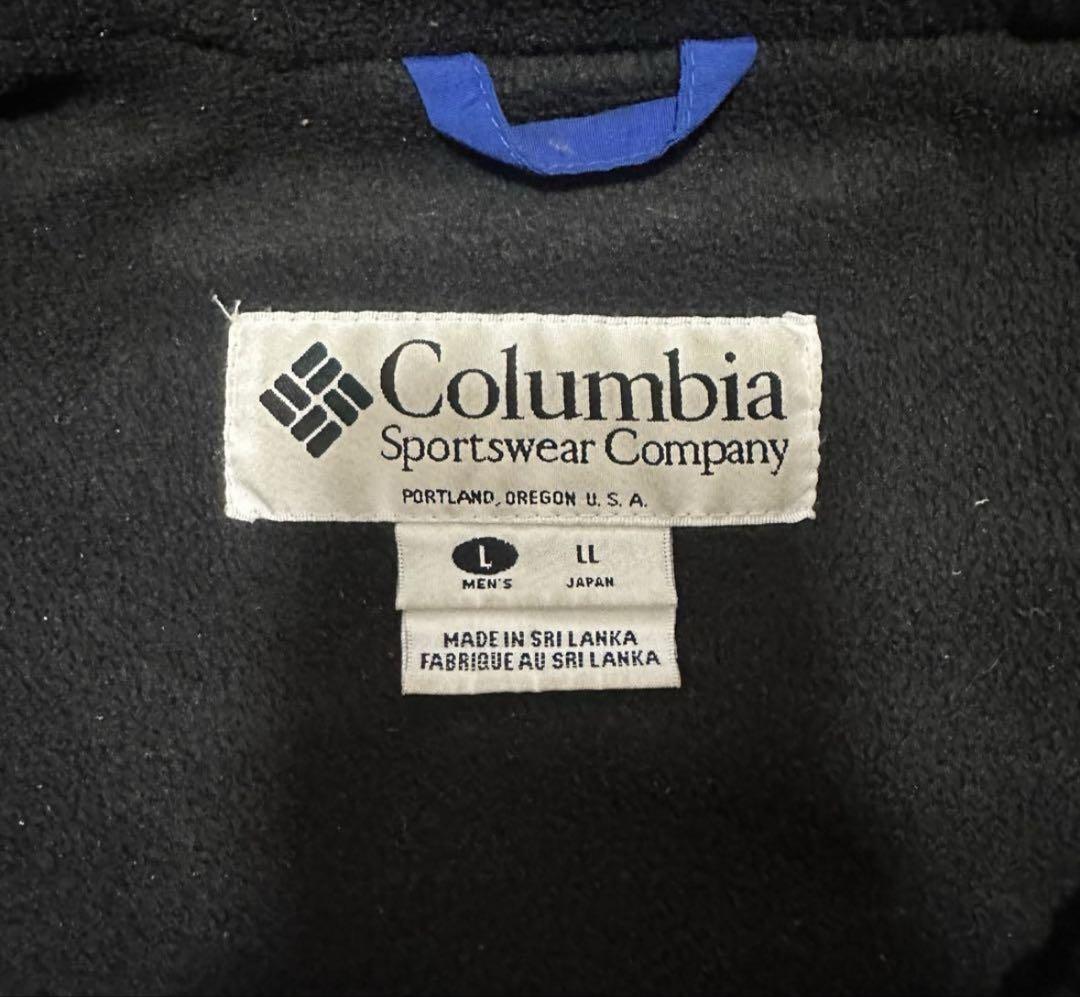 Columbia
Sportswear Company
PORTLAND, OREGON U. S. A.
L LL
MEN'S JAPAN
MADE IN SRI LANKA
FABRIQUE AU SRI LANKA